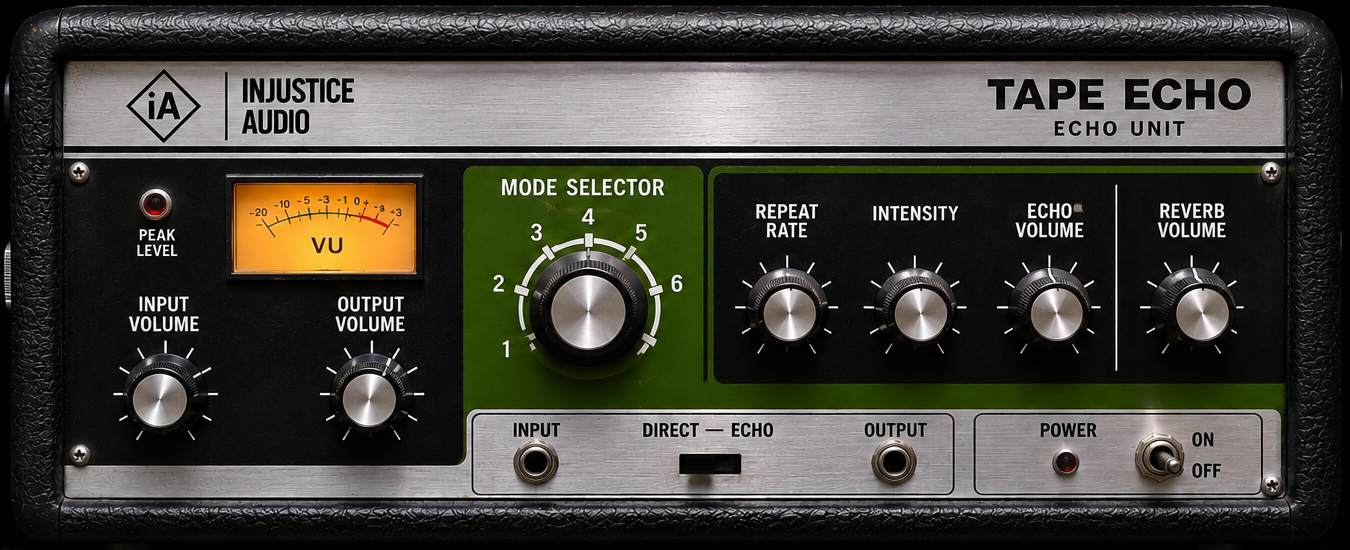 iA
INJUSTICE
AUDIO
TAPE ECHO
ECHO UNIT
PEAK
LEVEL
-20 -10 -5 -3 -1 0 + -3 +3
VU
INPUT
VOLUME
OUTPUT
VOLUME
MODE SELECTOR
1
2
3
4
5
6
REPEAT
RATE
INTENSITY
ECHO
VOLUME
REVERB
VOLUME
INPUT
DIRECT — ECHO
OUTPUT
POWER
ON
OFF